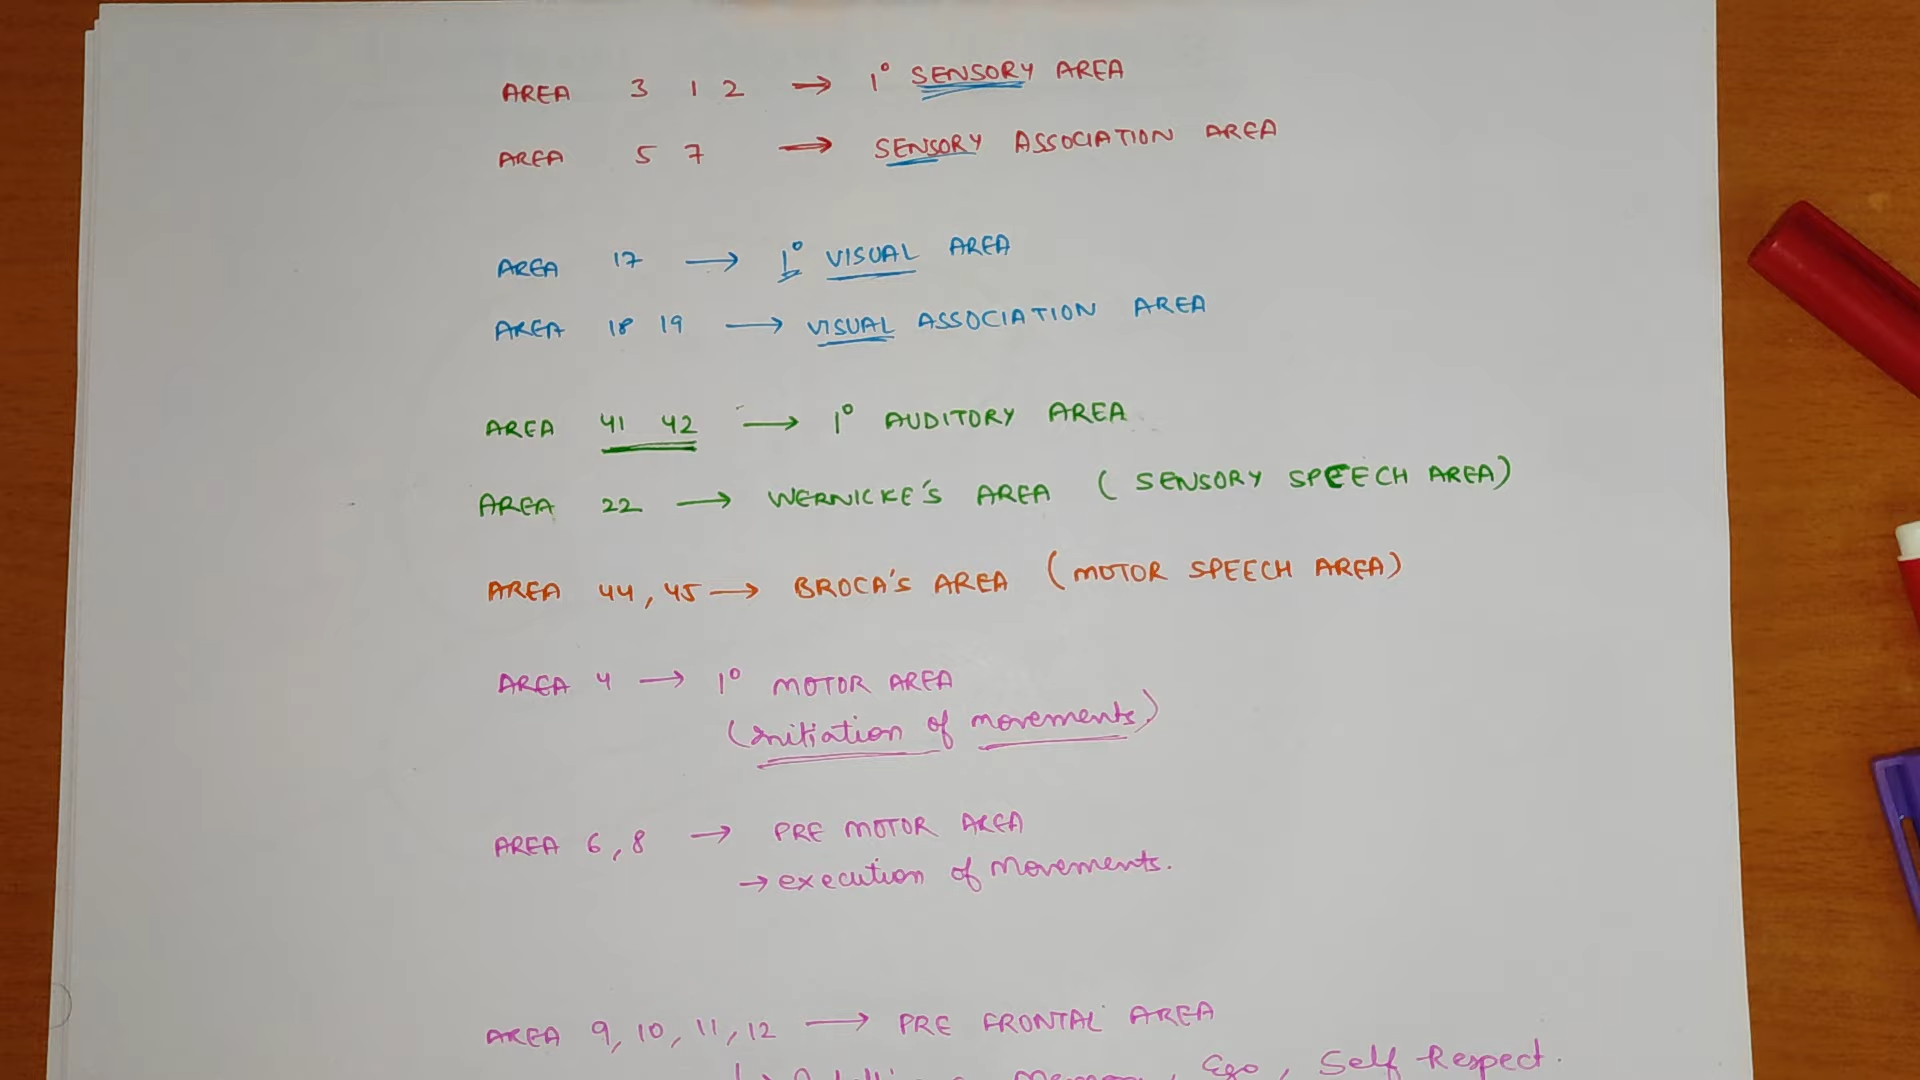 AREA 3 1 2 → 1° SENSORY AREA
AREA 5 7 → SENSORY ASSOCIATION AREA
AREA 17 → 1° VISUAL AREA
AREA 18 19 → VISUAL ASSOCIATION AREA
AREA 41 42 → 1° AUDITORY AREA
AREA 22 → WERNICKE'S AREA (SENSORY SPEECH AREA)
AREA 44, 45 → BROCA'S AREA (MOTOR SPEECH AREA)
AREA 4 → 1° MOTOR AREA
(Initiation of movements)
AREA 6, 8 → PRE MOTOR AREA
→ execution of Movements.
AREA 9, 10, 11, 12 → PRE FRONTAL AREA
Ego, Self Respect.